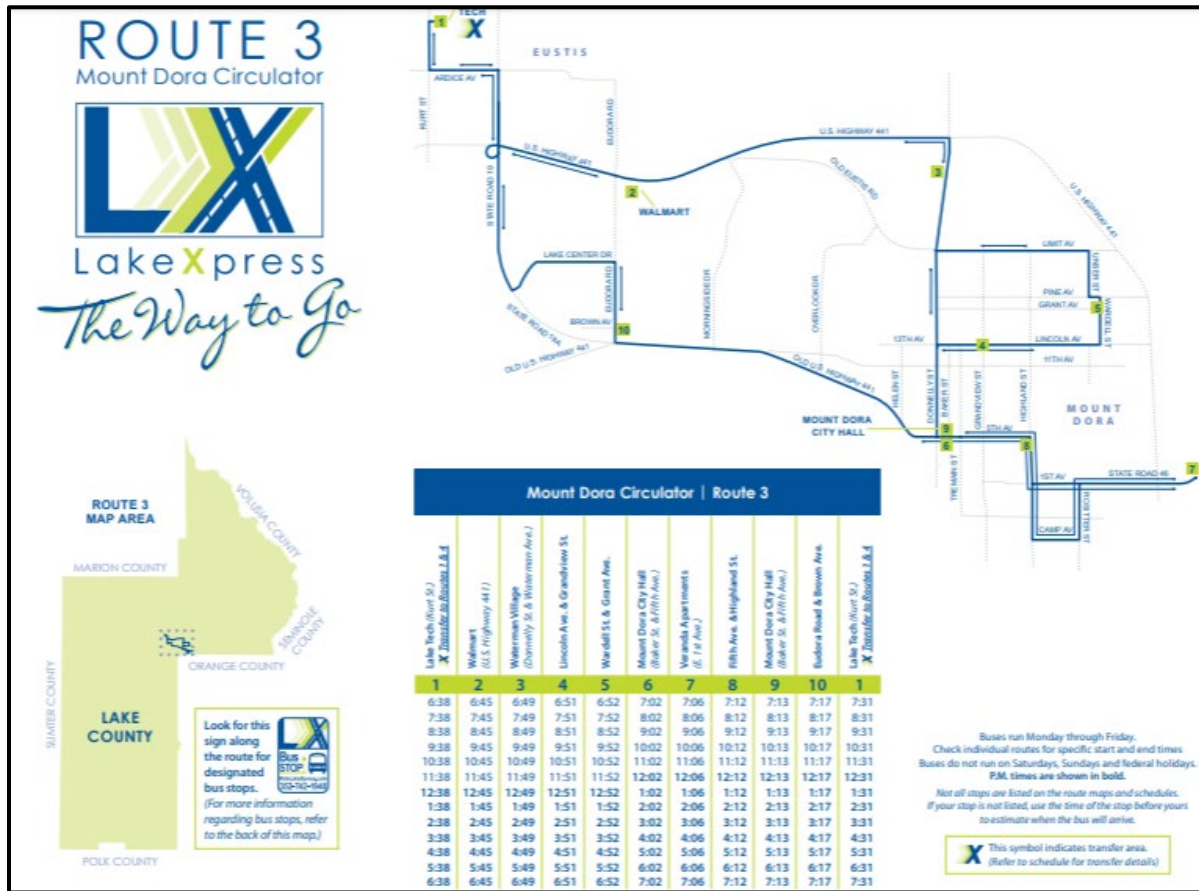 ROUTE 3
Mount Dora Circulator
LX
LakeXpress
The Way to Go
TECH
1
X
EUSTIS
ARDICE AV
KURT ST
EUDORA RD
U.S. HIGHWAY 441
U.S. HIGHWAY 441
OLD EUSTIS RD
U.S. HIGHWAY 441
3
2
WALMART
STATE ROAD 19
LAKE CENTER DR
EUDORA RD
BROWN AV
10
STATE ROAD 19A
OLD U.S. HIGHWAY 441
MORNINGSIDE DR
OVERLOOK DR
OLD U.S. HIGHWAY 441
LIMIT AV
UNSER ST
PINE AV
GRANT AV
5
WARDELL ST
13TH AV
LINCOLN AV
4
11TH AV
HELEN ST
DONNELLY ST
BAKER ST
GRANDVIEW ST
HIGHLAND ST
MOUNT
DORA
MOUNT DORA
CITY HALL
9
6
5TH AV
8
TREMAIN ST
1ST AV
STATE ROAD 46
7
CAMP AV
ROUTE 3
MAP AREA
VOLUSIA COUNTY
MARION COUNTY
SEMINOLE COUNTY
ORANGE COUNTY
SUMTER COUNTY
LAKE
COUNTY
POLK COUNTY
Look for this
sign along
the route for
designated
bus stops.
(For more information
regarding bus stops, refer
to the back of this map.)
LX
Bus
STOP
Mount Dora Circulator | Route 3
Lake Tech (Kurt St.)
X Transfer to Routes 1 & 4
Walmart
(U.S. Highway 441)
Waterman Village
(Donnelly St. & Waterman Ave.)
Lincoln Ave. & Grandview St.
Wardell St. & Grant Ave.
Mount Dora City Hall
(Baker St. & Fifth Ave.)
Veranda Apartments
(E. 1st Ave.)
Fifth Ave. & Highland St.
Mount Dora City Hall
(Baker St. & Fifth Ave.)
Eudora Road & Brown Ave.
Lake Tech (Kurt St.)
X Transfer to Routes 1 & 4
1 2 3 4 5 6 7 8 9 10 1
6:38 6:45 6:49 6:51 6:52 7:02 7:06 7:12 7:13 7:17 7:31
7:38 7:45 7:49 7:51 7:52 8:02 8:06 8:12 8:13 8:17 8:31
8:38 8:45 8:49 8:51 8:52 9:02 9:06 9:12 9:13 9:17 9:31
9:38 9:45 9:49 9:51 9:52 10:02 10:06 10:12 10:13 10:17 10:31
10:38 10:45 10:49 10:51 10:52 11:02 11:06 11:12 11:13 11:17 11:31
11:38 11:45 11:49 11:51 11:52 12:02 12:06 12:12 12:13 12:17 12:31
12:38 12:45 12:49 12:51 12:52 1:02 1:06 1:12 1:13 1:17 1:31
1:38 1:45 1:49 1:51 1:52 2:02 2:06 2:12 2:13 2:17 2:31
2:38 2:45 2:49 2:51 2:52 3:02 3:06 3:12 3:13 3:17 3:31
3:38 3:45 3:49 3:51 3:52 4:02 4:06 4:12 4:13 4:17 4:31
4:38 4:45 4:49 4:51 4:52 5:02 5:06 5:12 5:13 5:17 5:31
5:38 5:45 5:49 5:51 5:52 6:02 6:06 6:12 6:13 6:17 6:31
6:38 6:45 6:49 6:51 6:52 7:02 7:06 7:12 7:13 7:17 7:31
Buses run Monday through Friday.
Check individual routes for specific start and end times
Buses do not run on Saturdays, Sundays and federal holidays.
P.M. times are shown in bold.
Not all stops are listed on the route maps and schedules.
If your stop is not listed, use the time of the stop before yours
to estimate when the bus will arrive.
X This symbol indicates transfer area.
(Refer to schedule for transfer details)